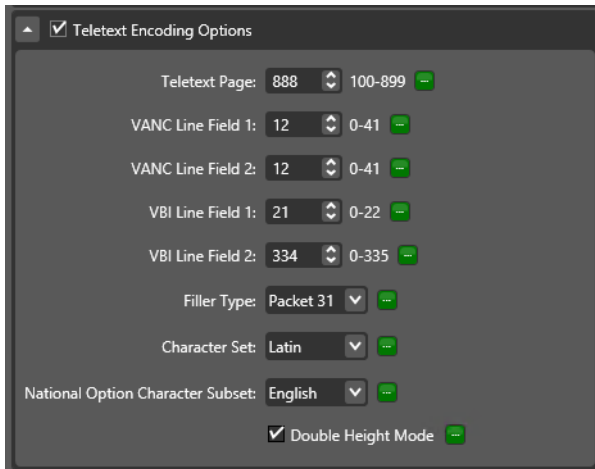 Teletext Encoding Options
Teletext Page: 888 100-899 ...
VANC Line Field 1: 12 0-41 ...
VANC Line Field 2: 12 0-41 ...
VBI Line Field 1: 21 0-22 ...
VBI Line Field 2: 334 0-335 ...
Filler Type: Packet 31 ...
Character Set: Latin ...
National Option Character Subset: English ...
Double Height Mode ...